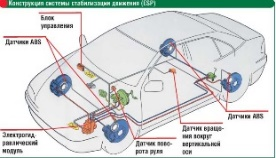 Конструкция системы стабилизации движения (ESP)
Блок
управления
Датчики ABS
Электрогид
равлический
модуль
Датчик пово-
рота руля
Датчик враще-
ния вокруг
вертикальной
оси
Датчики ABS